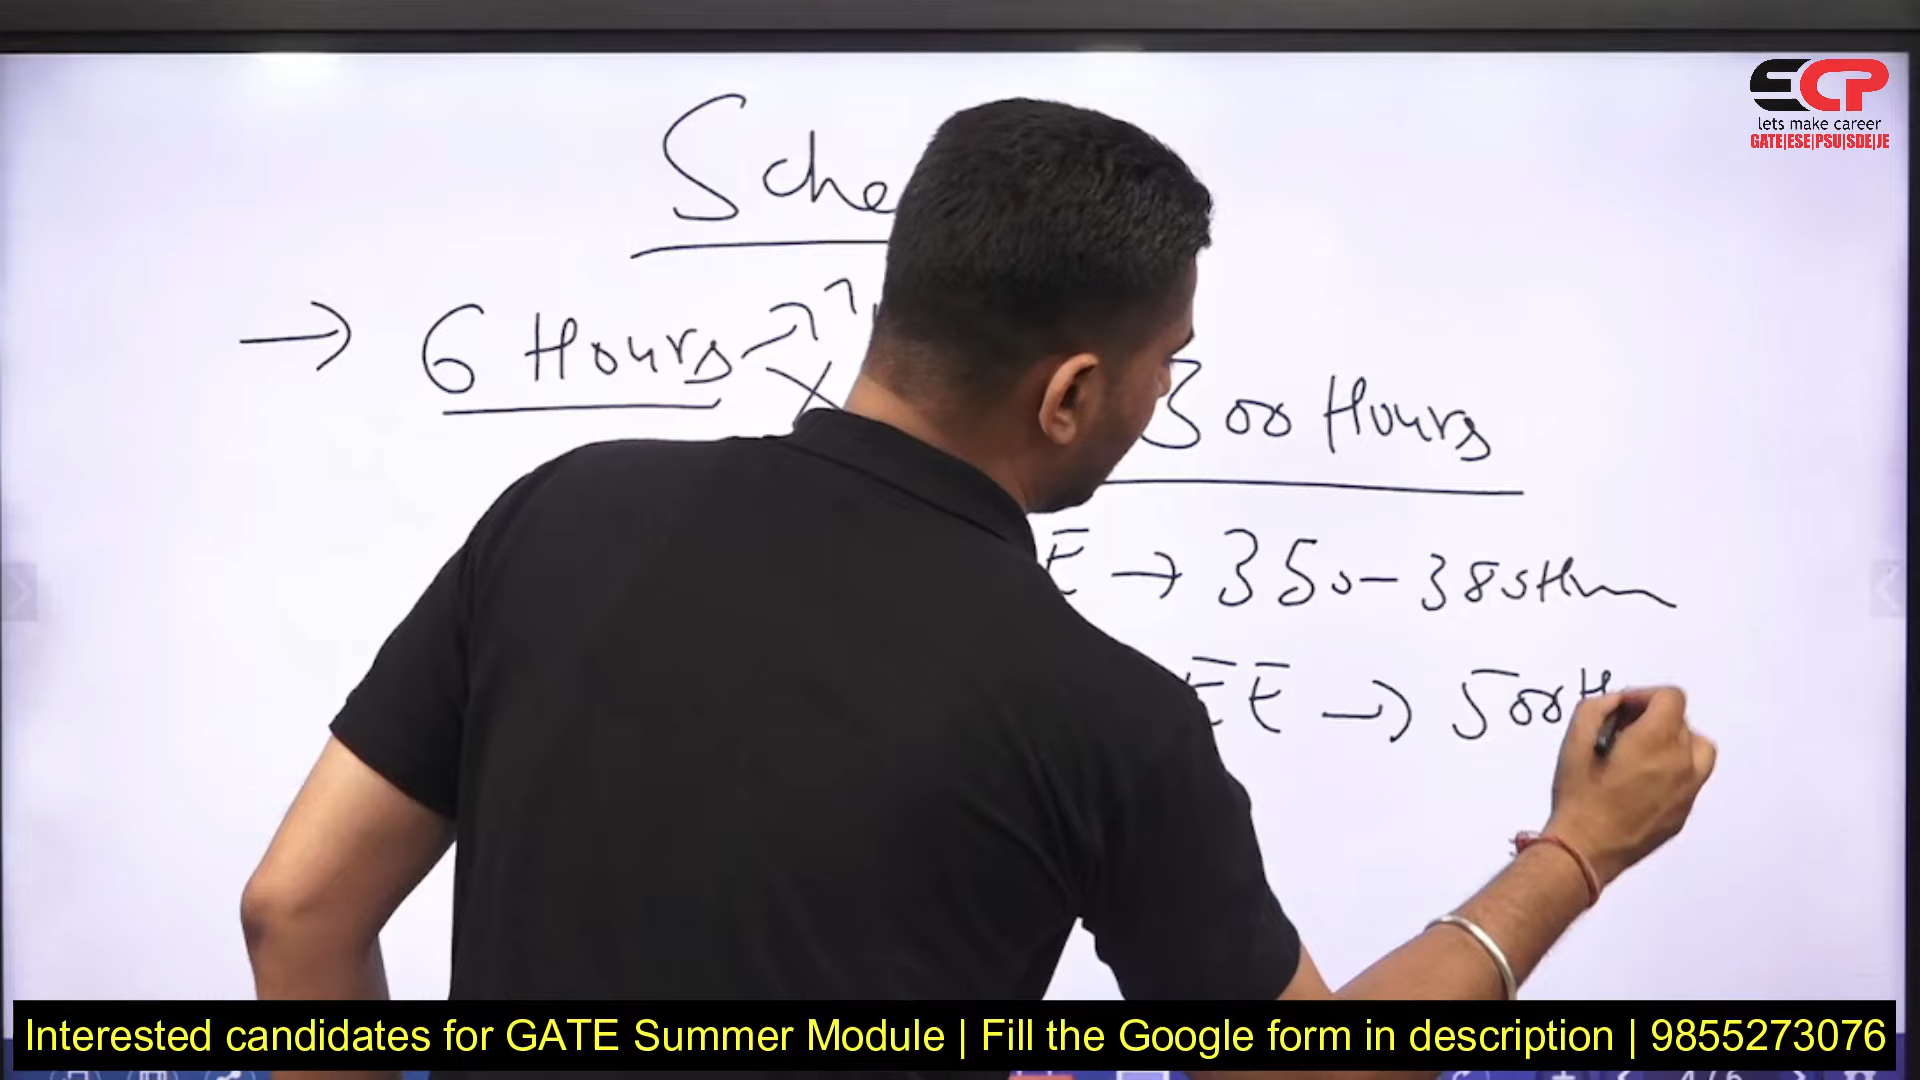 ECP
lets make career
GATE|ESE|PSU|SDE|JE
Sche
→ 6 Hours
300 Hours
E → 350-385 Hrs
EE → 500 H
Interested candidates for GATE Summer Module | Fill the Google form in description | 9855273076